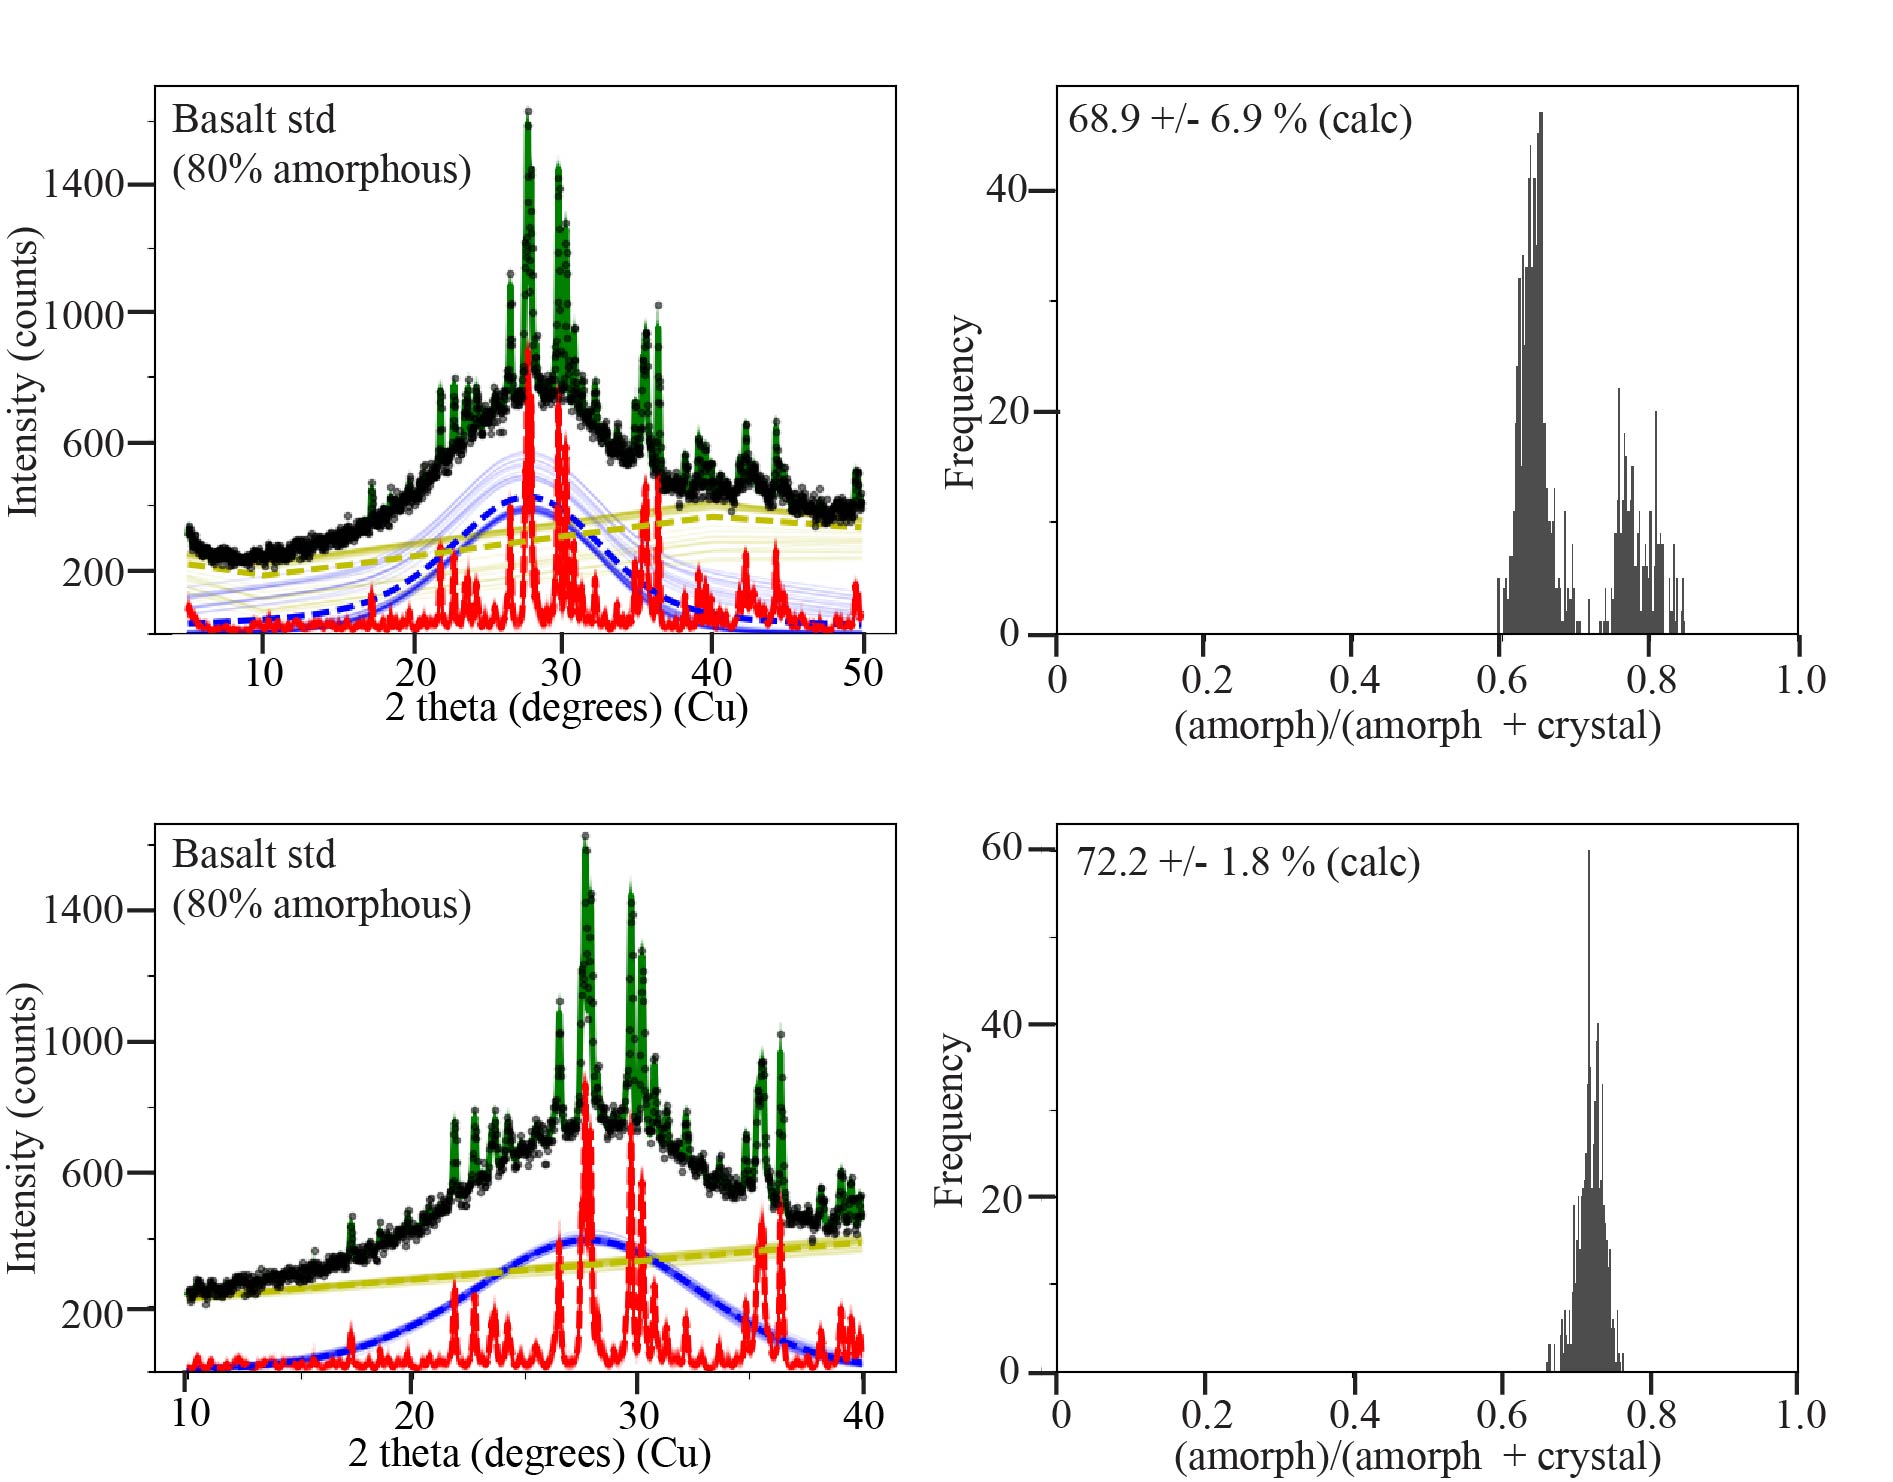 Basalt std
(80% amorphous)
1400
1000
600
200
Intensity (counts)
10
20
30
40
50
2 theta (degrees) (Cu)
68.9 +/- 6.9 % (calc)
40
20
0
Frequency
0
0.2
0.4
0.6
0.8
1.0
(amorph)/(amorph + crystal)
Basalt std
(80% amorphous)
1400
1000
600
200
Intensity (counts)
10
20
30
40
2 theta (degrees) (Cu)
72.2 +/- 1.8 % (calc)
60
40
20
0
Frequency
0
0.2
0.4
0.6
0.8
1.0
(amorph)/(amorph + crystal)